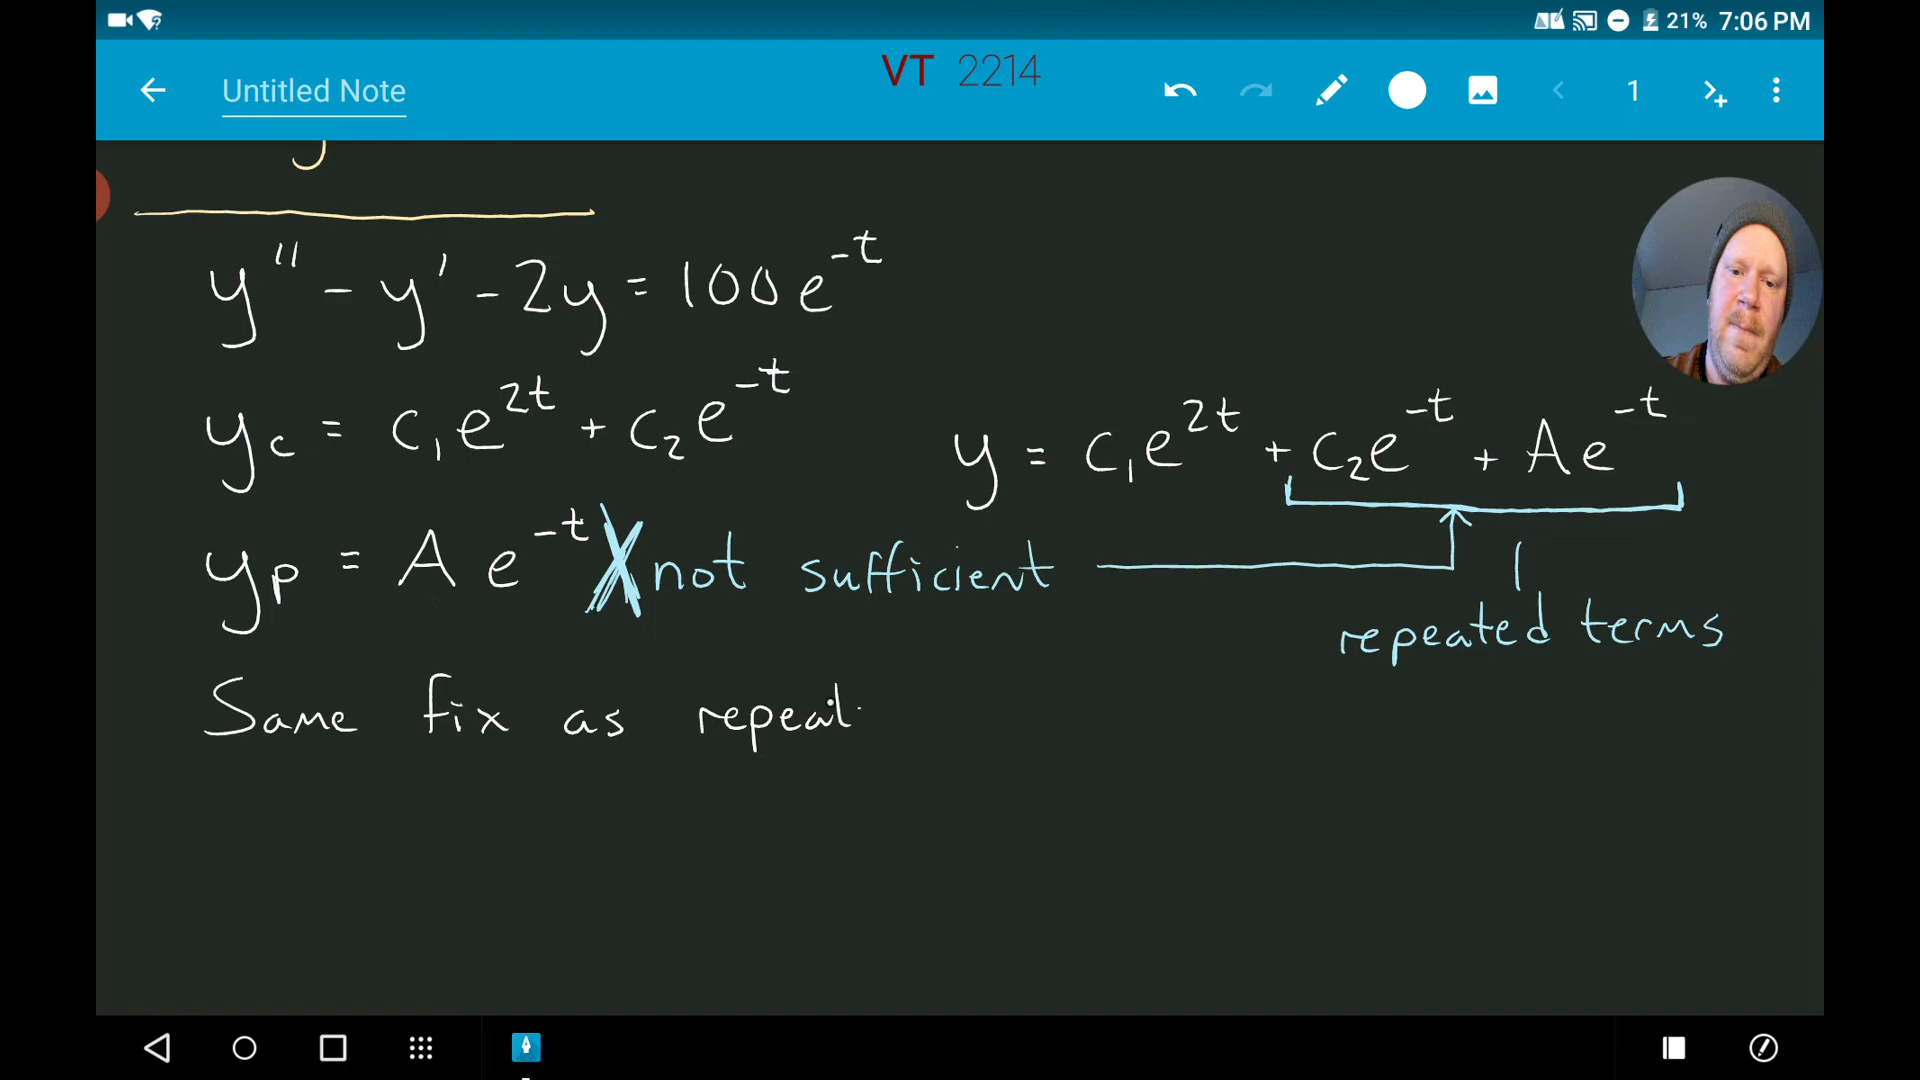 21% 7:06 PM
Untitled Note
VT 2214
1
y'' - y' - 2y = 100e^{-t}
y_c = c_1e^{2t} + c_2e^{-t}
y = c_1e^{2t} + c_2e^{-t} + Ae^{-t}
y_p = Ae^{-t} X not sufficient
repeated terms
Same fix as repeat